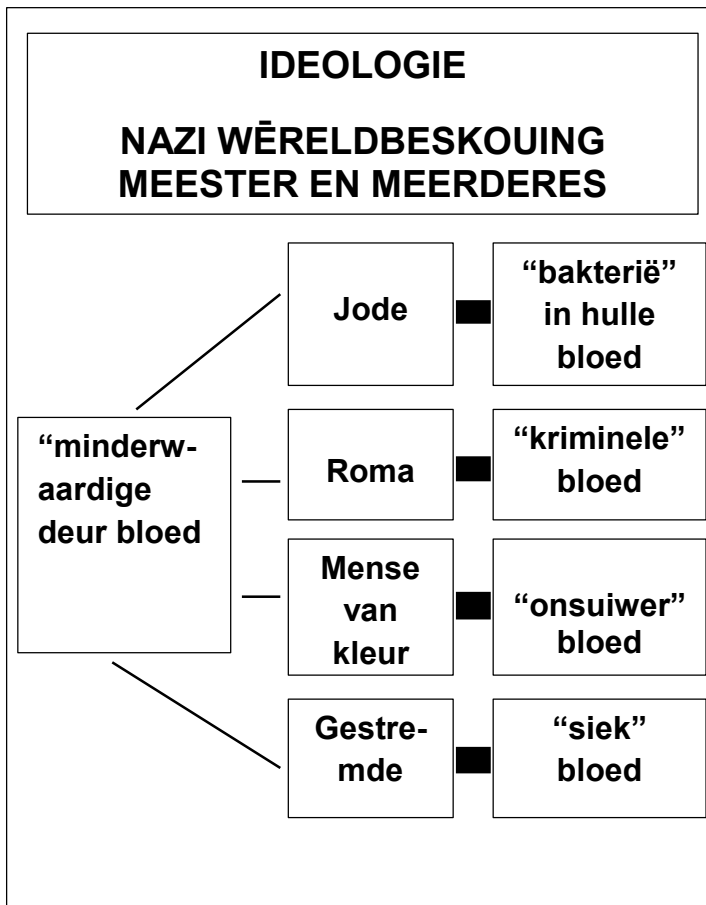 IDEOLOGIE
NAZI WĒRELDBESKOUING
MEESTER EN MEERDERES
“minderw-
aardige
deur bloed
Jode
“bakterië”
in hulle
bloed
Roma
“kriminele”
bloed
Mense
van
kleur
“onsuiwer”
bloed
Gestre-
mde
“siek”
bloed